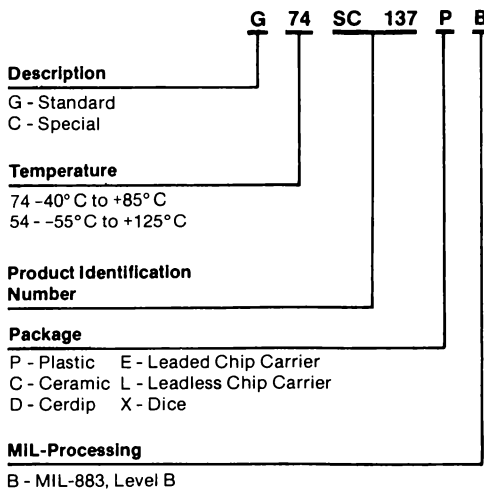 G 74 SC 137 P B
Description
G - Standard
C - Special
Temperature
74 -40° C to +85° C
54 - -55°C to +125°C
Product Identification
Number
Package
P - Plastic E - Leaded Chip Carrier
C - Ceramic L - Leadless Chip Carrier
D - Cerdip X - Dice
MIL-Processing
B - MIL-883, Level B